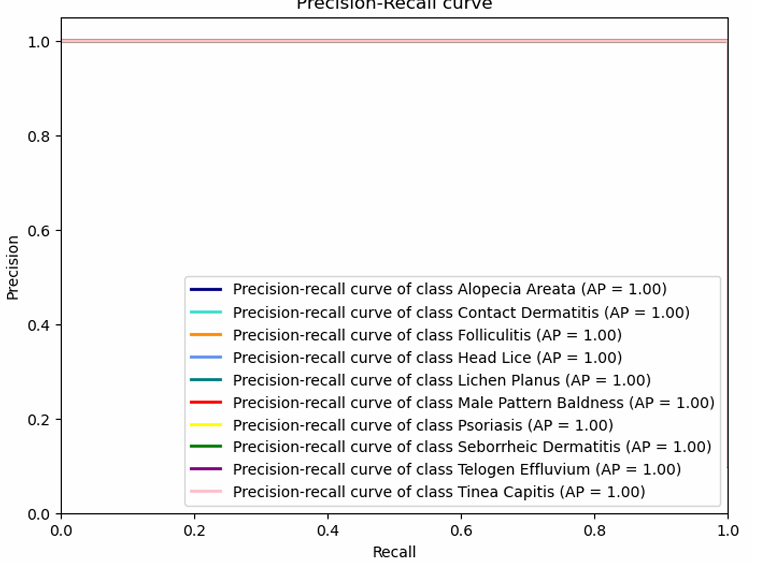 Precision-Recall curve
1.0
0.8
0.6
0.4
0.2
0.0
Precision
Precision-recall curve of class Alopecia Areata (AP = 1.00)
Precision-recall curve of class Contact Dermatitis (AP = 1.00)
Precision-recall curve of class Folliculitis (AP = 1.00)
Precision-recall curve of class Head Lice (AP = 1.00)
Precision-recall curve of class Lichen Planus (AP = 1.00)
Precision-recall curve of class Male Pattern Baldness (AP = 1.00)
Precision-recall curve of class Psoriasis (AP = 1.00)
Precision-recall curve of class Seborrheic Dermatitis (AP = 1.00)
Precision-recall curve of class Telogen Effluvium (AP = 1.00)
Precision-recall curve of class Tinea Capitis (AP = 1.00)
0.0 0.2 0.4 0.6 0.8 1.0
Recall